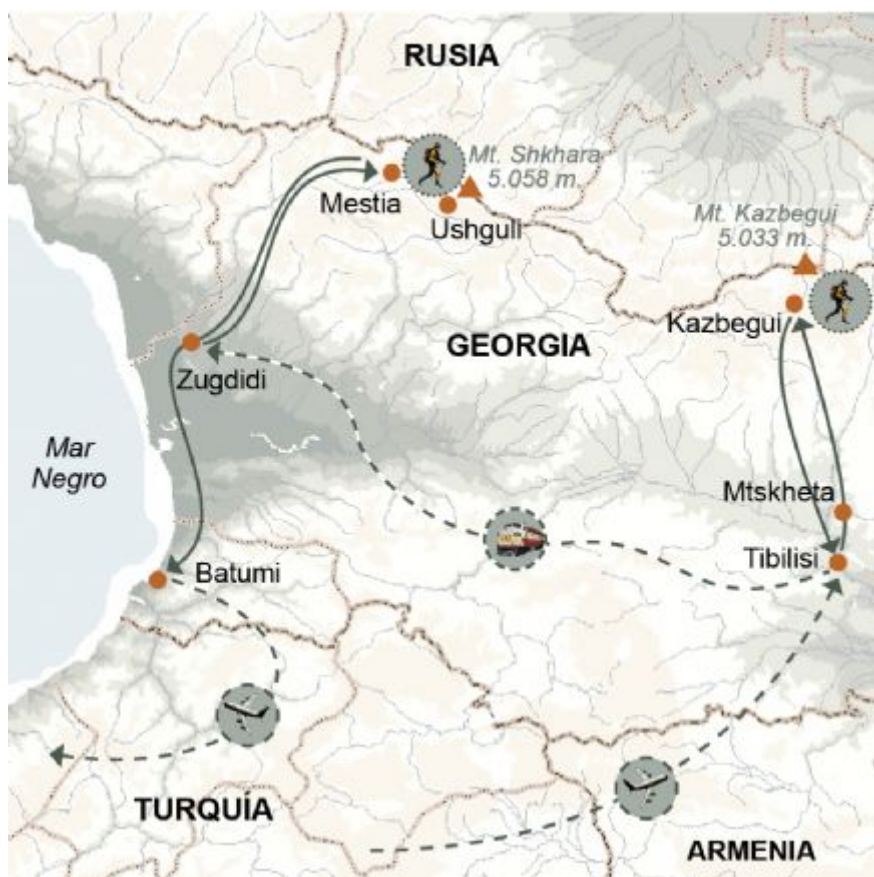 RUSIA
Mt. Shkhara
5.058 m.
Mestia
Ushguli
Mt. Kazbegui
5.033 m.
Kazbegui
GEORGIA
Zugdidi
Mar
Negro
Mtskheta
Tibilisi
Batumi
TURQUÍA
ARMENIA